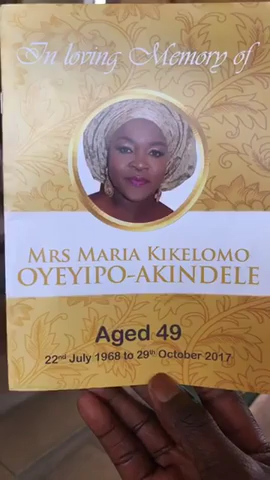 In loving Memory of
MRS MARIA KIKELOMO
OYEYIPO-AKINDELE
Aged 49
22nd July 1968 to 29th October 2017